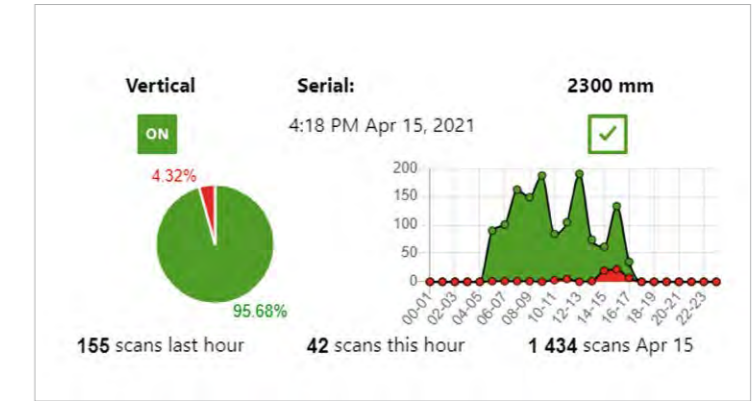 Vertical Serial: 2300 mm
ON 4:18 PM Apr 15, 2021
4.32%
95.68%
200
150
100
50
0
00-01 02-03 04-05 06-07 08-09 10-11 12-13 14-15 16-17 18-19 20-21 22-23
155 scans last hour 42 scans this hour 1 434 scans Apr 15